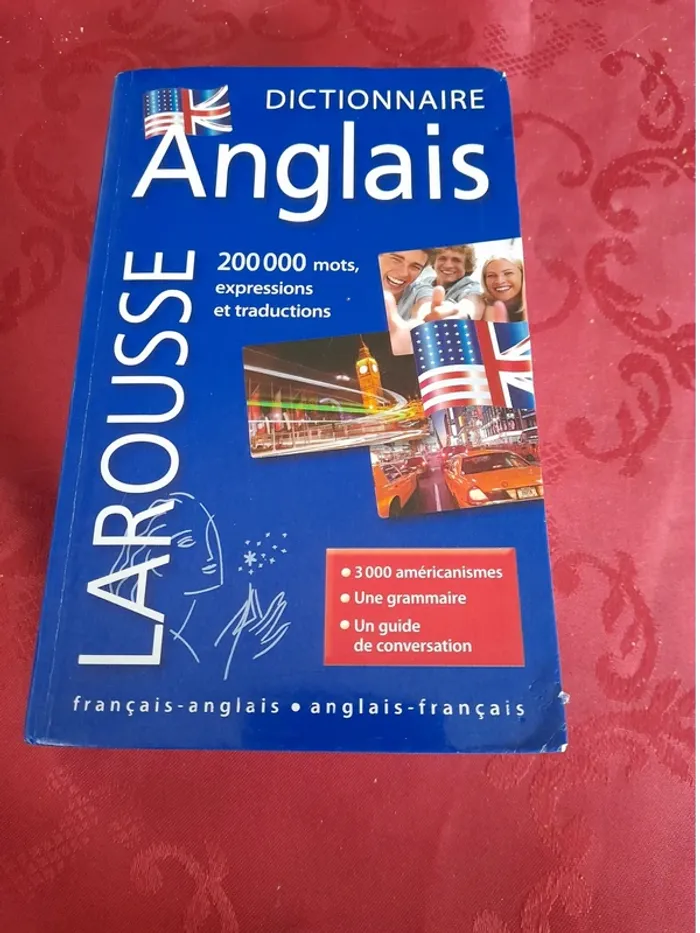 DICTIONNAIRE
Anglais
LAROUSSE
200 000 mots,
expressions
et traductions
3 000 américanismes
Une grammaire
Un guide
de conversation
français-anglais • anglais-français